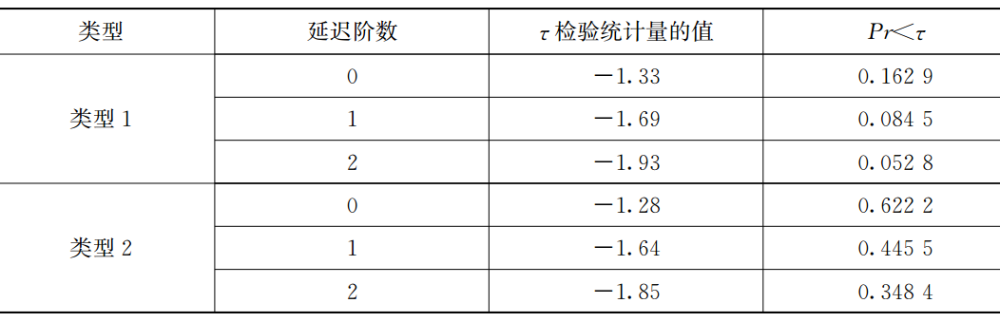 类型 延迟阶数 τ检验统计量的值 Pr<τ
类型1 0 −1.33 0.162 9
1 −1.69 0.084 5
2 −1.93 0.052 8
类型2 0 −1.28 0.622 2
1 −1.64 0.445 5
2 −1.85 0.348 4